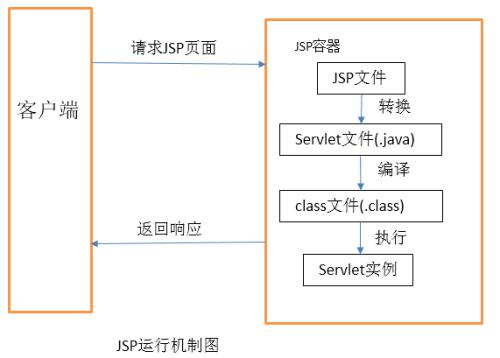 请求JSP页面
JSP容器
JSP文件
客户端
转换
Servlet文件(.java)
编译
class文件(.class)
返回响应
执行
Servlet实例
JSP运行机制图